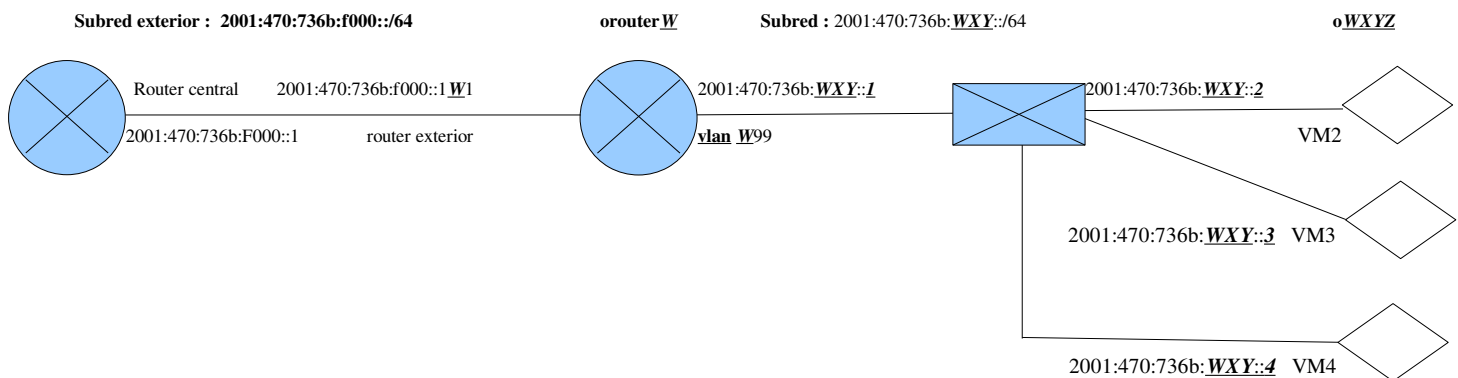 Subred exterior : 2001:470:736b:f000::/64 orouterW Subred : 2001:470:736b:WXY::/64 oWXYZ
Router central 2001:470:736b:f000::1W1 2001:470:736b:WXY::1 2001:470:736b:WXY::2
2001:470:736b:F000::1 router exterior vlan W99 VM2
2001:470:736b:WXY::3 VM3
2001:470:736b:WXY::4 VM4